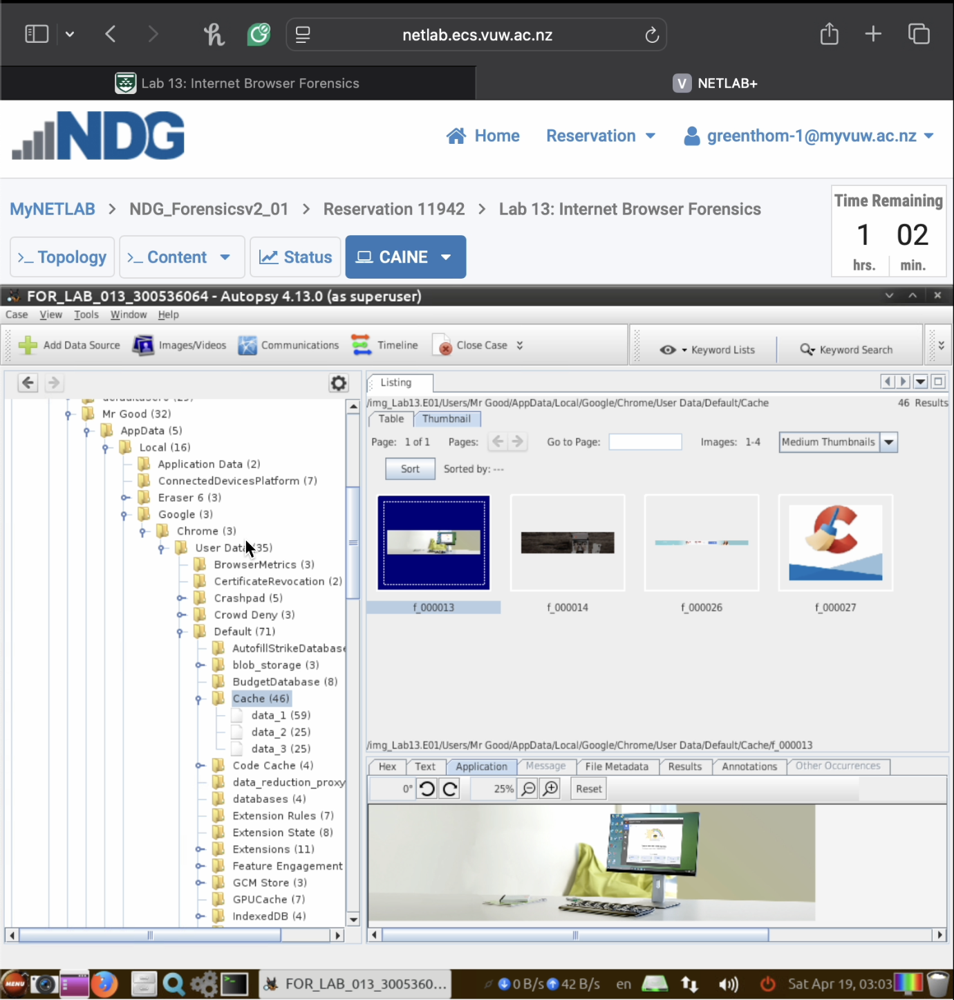 netlab.ecs.vuw.ac.nz
Lab 13: Internet Browser Forensics
V NETLAB+
NDG
Home
Reservation
greenthom-1@myvuw.ac.nz
MyNETLAB > NDG_Forensicsv2_01 > Reservation 11942 > Lab 13: Internet Browser Forensics
Time Remaining
1 02
hrs. min.
>_ Topology
>_ Content
Status
CAINE
FOR_LAB_013_300536064 - Autopsy 4.13.0 (as superuser)
Case View Tools Window Help
Add Data Source
Images/Videos
Communications
Timeline
Close Case
Keyword Lists
Keyword Search
Mr Good (32)
AppData (5)
Local (16)
Application Data (2)
ConnectedDevicesPlatform (7)
Eraser 6 (3)
Google (3)
Chrome (3)
User Dat 35)
BrowserMetrics (3)
CertificateRevocation (2)
Crashpad (5)
Crowd Deny (3)
Default (71)
AutofillStrikeDatabase
blob_storage (3)
BudgetDatabase (8)
Cache (46)
data_1 (59)
data_2 (25)
data_3 (25)
Code Cache (4)
data_reduction_proxy
databases (4)
Extension Rules (7)
Extension State (8)
Extensions (11)
Feature Engagement
GCM Store (3)
GPUCache (7)
IndexedDB (4)
Listing
/img_Lab13.E01/Users/Mr Good/AppData/Local/Google/Chrome/User Data/Default/Cache
46 Results
Table Thumbnail
Page: 1 of 1 Pages: Go to Page: Images: 1-4 Medium Thumbnails
Sort Sorted by: ---
f_000013
f_000014
f_000026
f_000027
/img_Lab13.E01/Users/Mr Good/AppData/Local/Google/Chrome/User Data/Default/Cache/f_000013
Hex Text Application Message File Metadata Results Annotations Other Occurrences
0° 25% Reset
MENU
FOR_LAB_013_3005360...
0 B/s 42 B/s
en
Sat Apr 19, 03:03